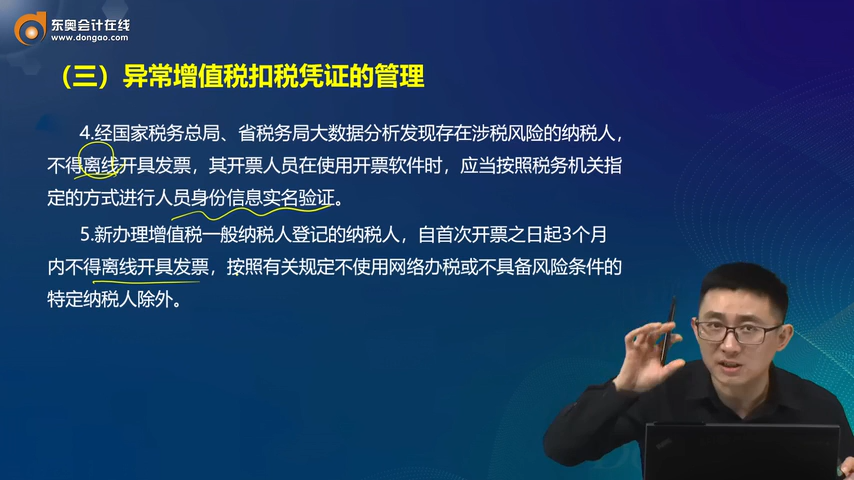 东奥会计在线
www.dongao.com
（三）异常增值税扣税凭证的管理
4.经国家税务总局、省税务局大数据分析发现存在涉税风险的纳税人，
不得离线开具发票，其开票人员在使用开票软件时，应当按照税务机关指
定的方式进行人员身份信息实名验证。
5.新办理增值税一般纳税人登记的纳税人，自首次开票之日起3个月
内不得离线开具发票，按照有关规定不使用网络办税或不具备风险条件的
特定纳税人除外。